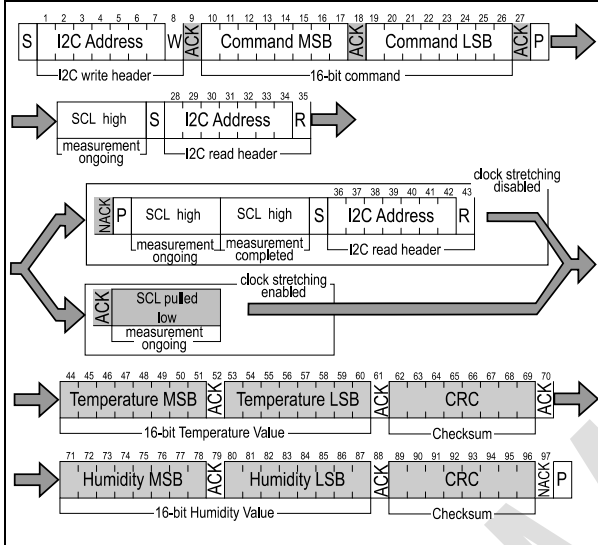 1 2 3 4 5 6 7 8 9 10 11 12 13 14 15 16 17 18 19 20 21 22 23 24 25 26 27
S I2C Address W ACK Command MSB ACK Command LSB ACK P
I2C write header 16-bit command
28 29 30 31 32 33 34 35
SCL high S I2C Address R
measurement ongoing I2C read header
clock stretching disabled
36 37 38 39 40 41 42 43
NACK P SCL high SCL high S I2C Address R
measurement ongoing measurement completed I2C read header
clock stretching enabled
ACK SCL pulled low
measurement ongoing
44 45 46 47 48 49 50 51 52 53 54 55 56 57 58 59 60 61 62 63 64 65 66 67 68 69 70
Temperature MSB ACK Temperature LSB ACK CRC ACK
16-bit Temperature Value Checksum
71 72 73 74 75 76 77 78 79 80 81 82 83 84 85 86 87 88 89 90 91 92 93 94 95 96 97
Humidity MSB ACK Humidity LSB ACK CRC NACK P
16-bit Humidity Value Checksum